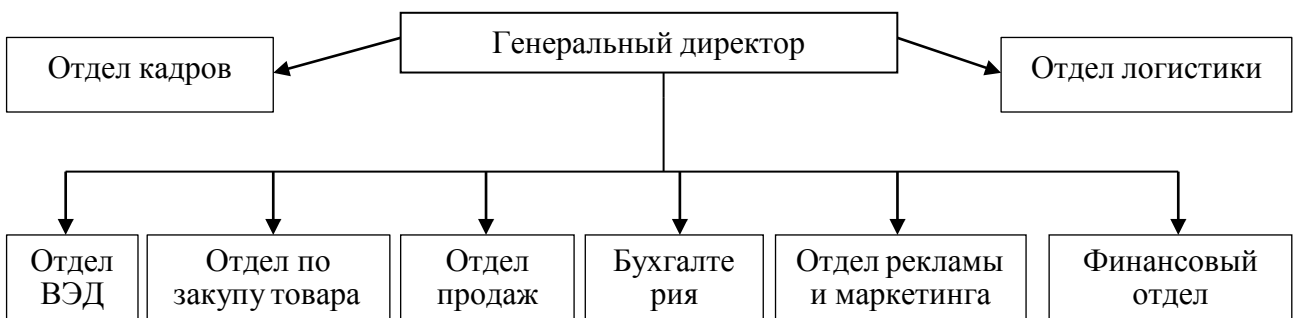 Генеральный директор
Отдел кадров
Отдел логистики
Отдел
ВЭД
Отдел по
закупу товара
Отдел
продаж
Бухгалте
рия
Отдел рекламы
и маркетинга
Финансовый
отдел